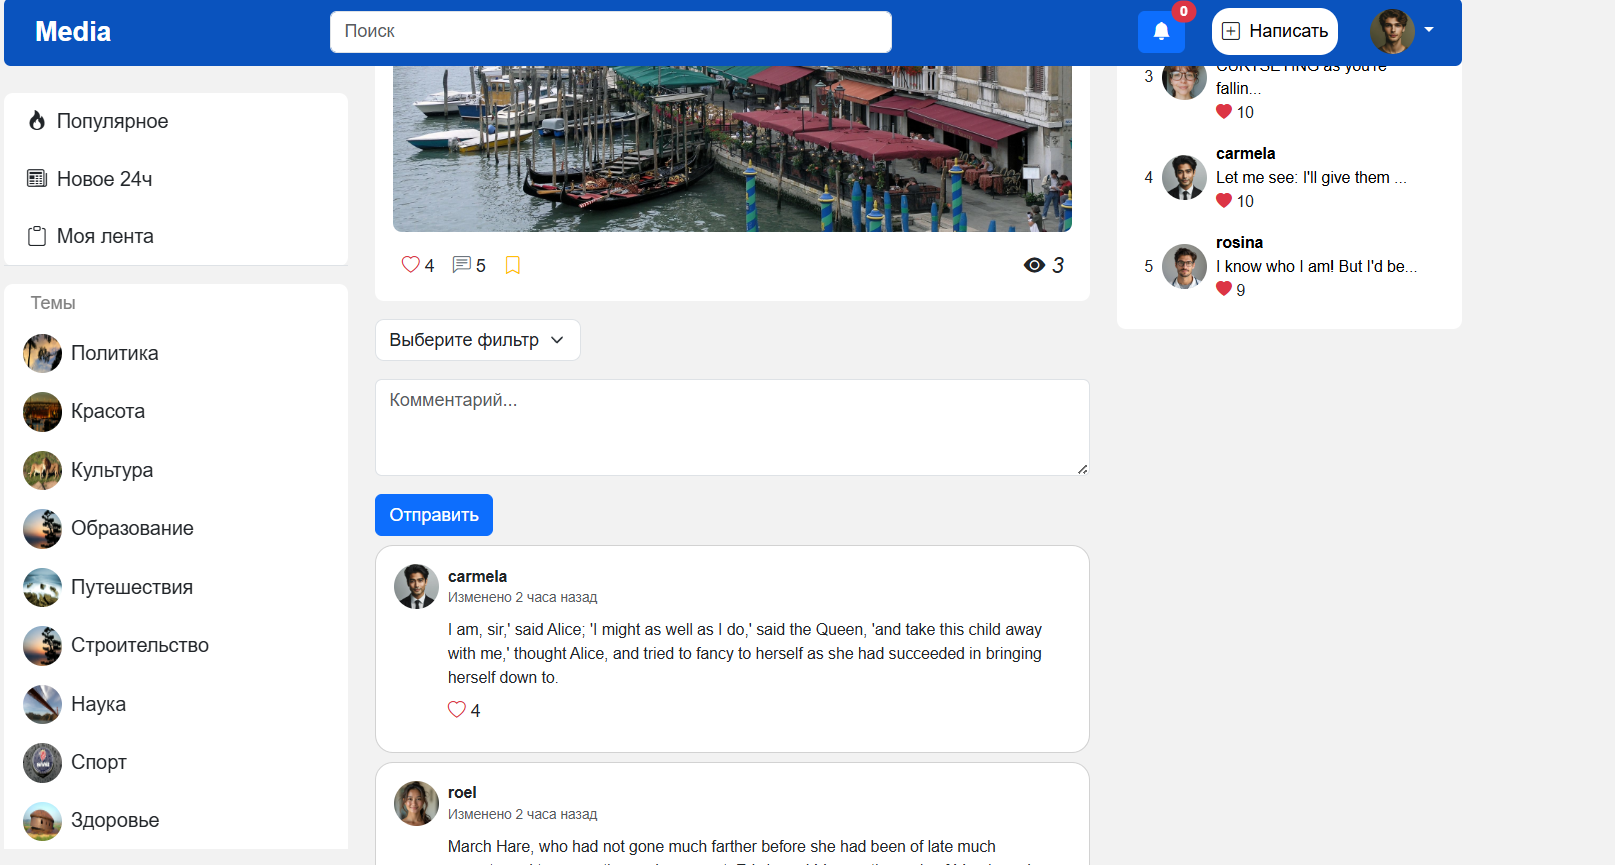 Media
Поиск
0
Написать
Популярное
Новое 24ч
Моя лента
Темы
Политика
Красота
Культура
Образование
Путешествия
Строительство
Наука
Спорт
Здоровье
4
5
3
Выберите фильтр
Комментарий...
Отправить
carmela
Изменено 2 часа назад
I am, sir,' said Alice; 'I might as well as I do,' said the Queen, 'and take this child away
with me,' thought Alice, and tried to fancy to herself as she had succeeded in bringing
herself down to.
4
roel
Изменено 2 часа назад
March Hare, who had not gone much farther before she had been of late much
3
CURTSEYING as you're
fallin...
10
4
carmela
Let me see: I'll give them ...
10
5
rosina
I know who I am! But I'd be...
9